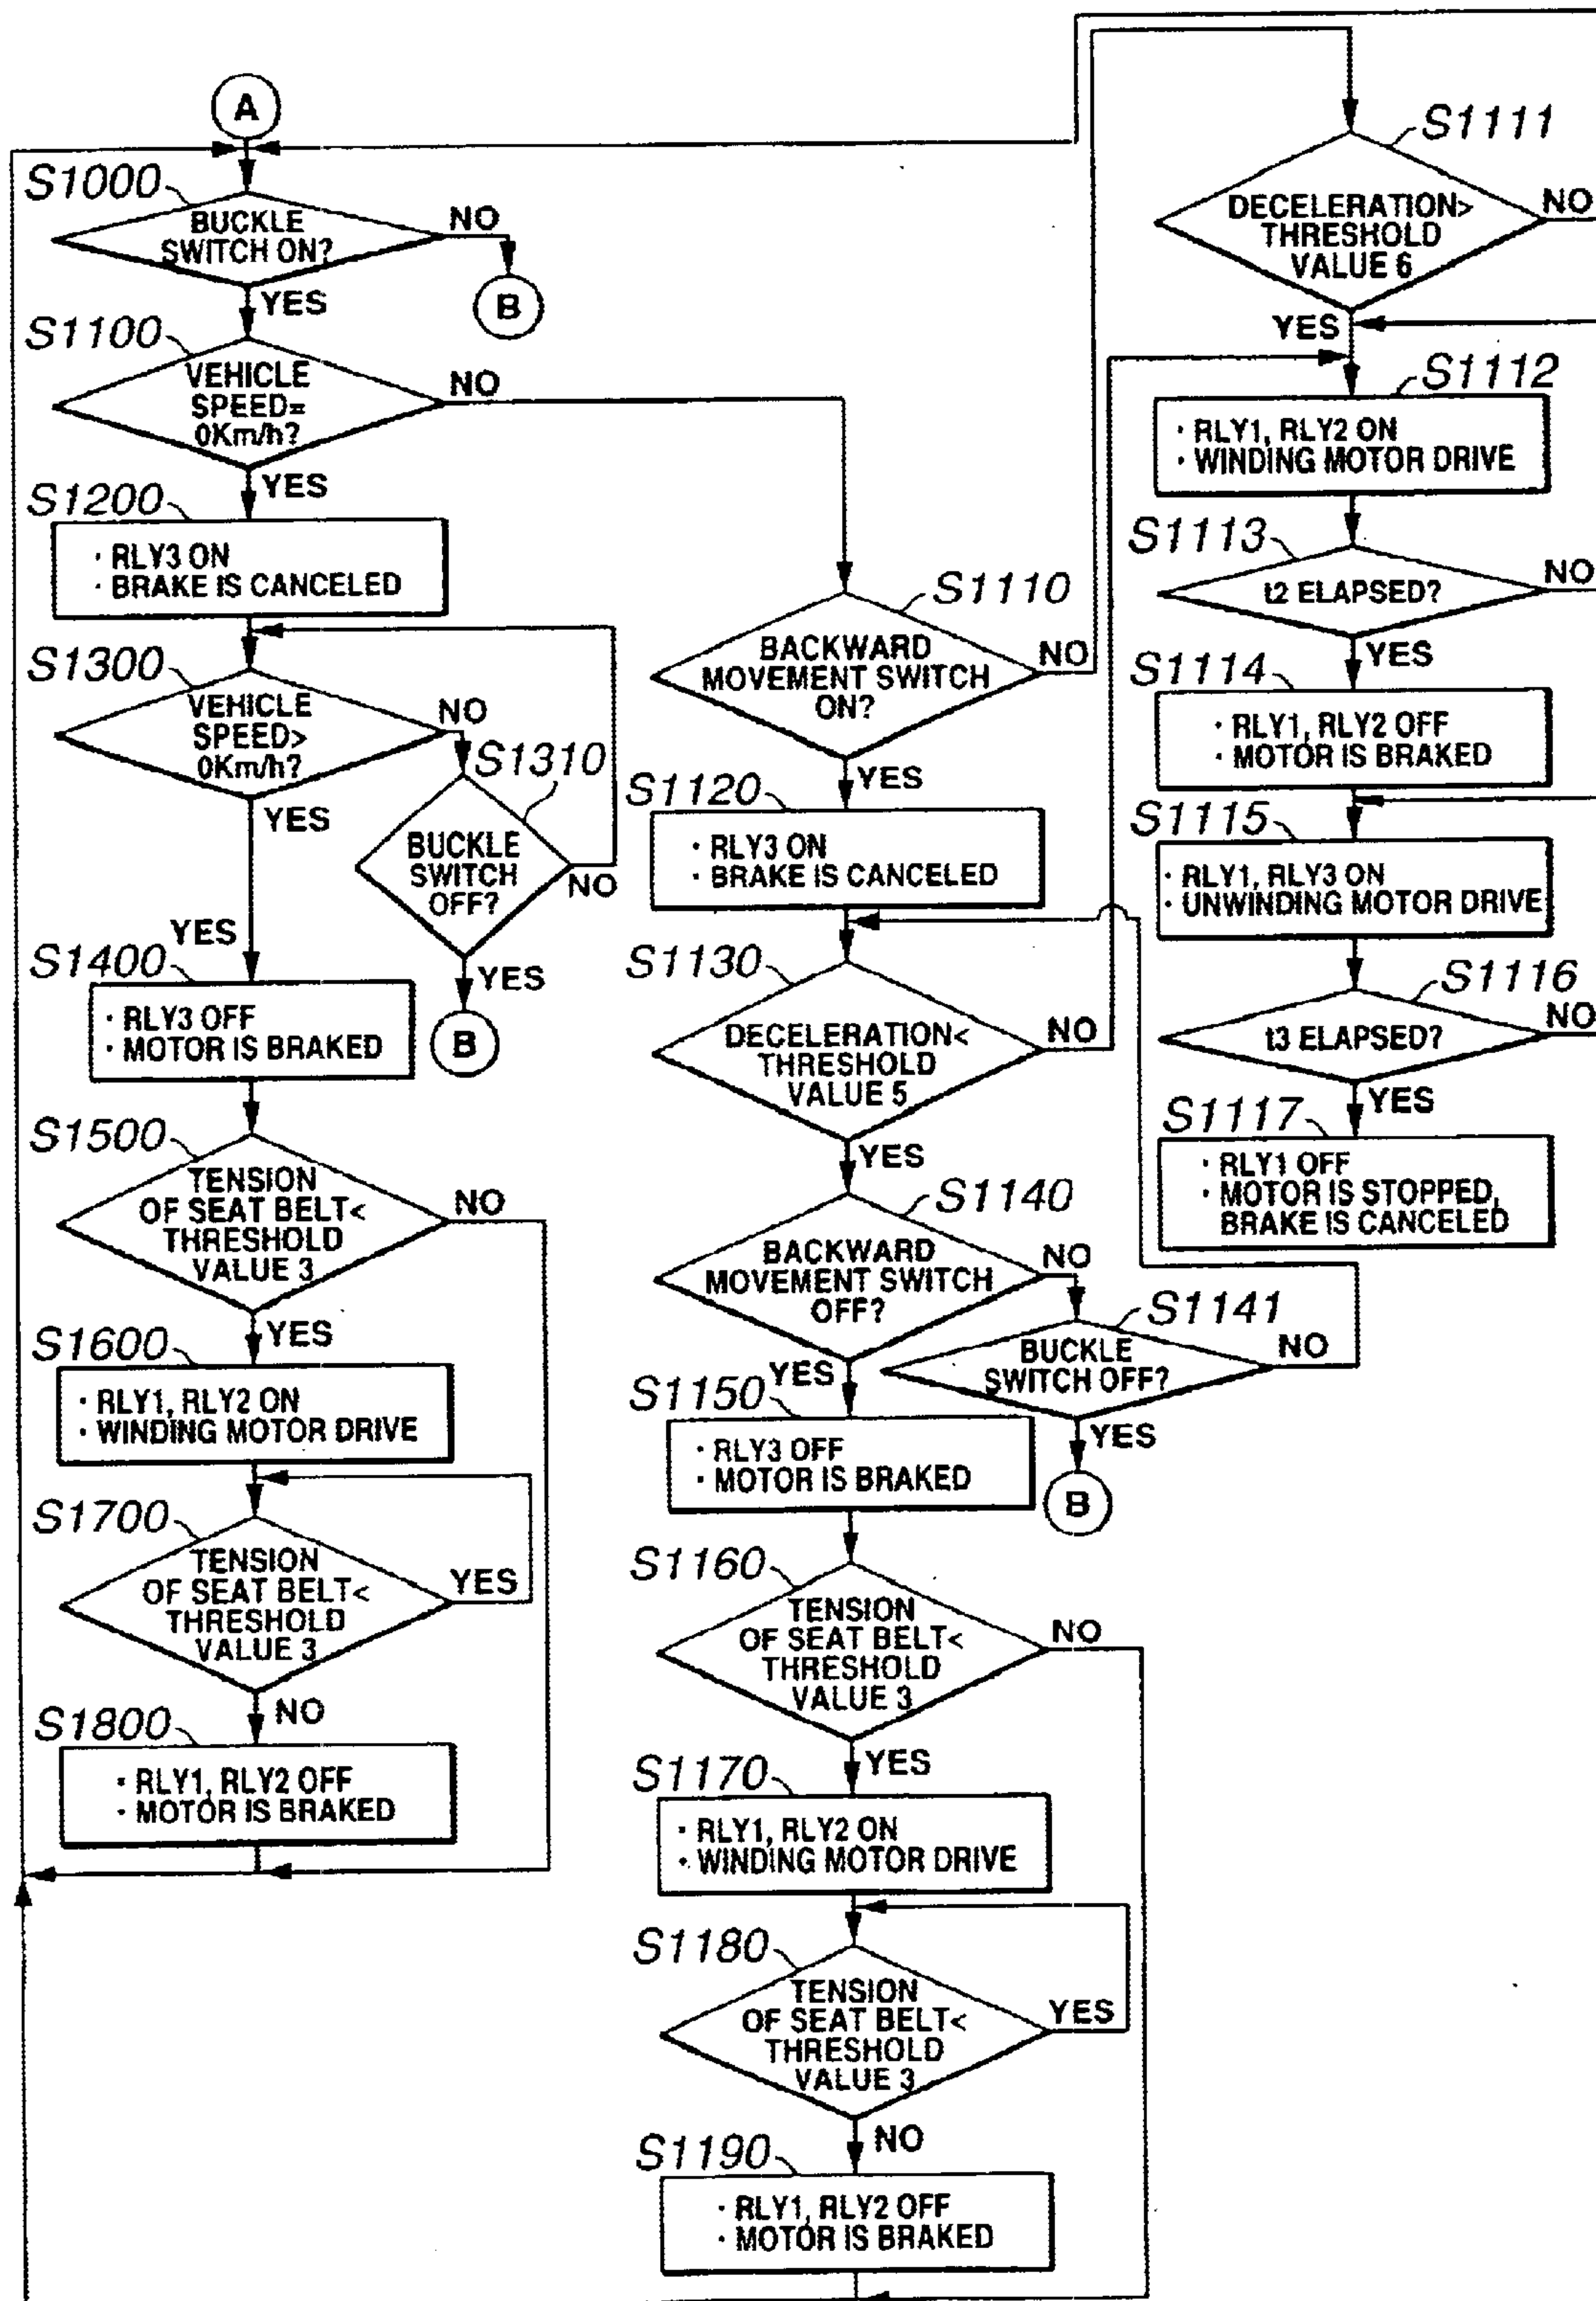 A
S1000
BUCKLE
SWITCH ON?
NO
B
YES
S1100
VEHICLE
SPEED=
0Km/h?
NO
YES
S1200
· RLY3 ON
· BRAKE IS CANCELED
S1300
VEHICLE
SPEED>
0Km/h?
NO
YES
S1310
BUCKLE
SWITCH
OFF?
NO
YES
B
YES
S1400
· RLY3 OFF
· MOTOR IS BRAKED
S1500
TENSION
OF SEAT BELT<
THRESHOLD
VALUE 3
NO
YES
S1600
· RLY1, RLY2 ON
· WINDING MOTOR DRIVE
S1700
TENSION
OF SEAT BELT<
THRESHOLD
VALUE 3
YES
NO
S1800
· RLY1, RLY2 OFF
· MOTOR IS BRAKED
S1110
BACKWARD
MOVEMENT SWITCH
ON?
NO
YES
S1120
· RLY3 ON
· BRAKE IS CANCELED
S1130
DECELERATION<
THRESHOLD
VALUE 5
NO
YES
S1140
BACKWARD
MOVEMENT SWITCH
OFF?
NO
YES
S1141
BUCKLE
SWITCH OFF?
NO
YES
B
S1150
· RLY3 OFF
· MOTOR IS BRAKED
S1160
TENSION
OF SEAT BELT<
THRESHOLD
VALUE 3
NO
YES
S1170
· RLY1, RLY2 ON
· WINDING MOTOR DRIVE
S1180
TENSION
OF SEAT BELT<
THRESHOLD
VALUE 3
YES
NO
S1190
· RLY1, RLY2 OFF
· MOTOR IS BRAKED
S1111
DECELERATION>
THRESHOLD
VALUE 6
NO
YES
S1112
· RLY1, RLY2 ON
· WINDING MOTOR DRIVE
S1113
t2 ELAPSED?
NO
YES
S1114
· RLY1, RLY2 OFF
· MOTOR IS BRAKED
S1115
· RLY1, RLY3 ON
· UNWINDING MOTOR DRIVE
S1116
t3 ELAPSED?
NO
YES
S1117
· RLY1 OFF
· MOTOR IS STOPPED,
BRAKE IS CANCELED